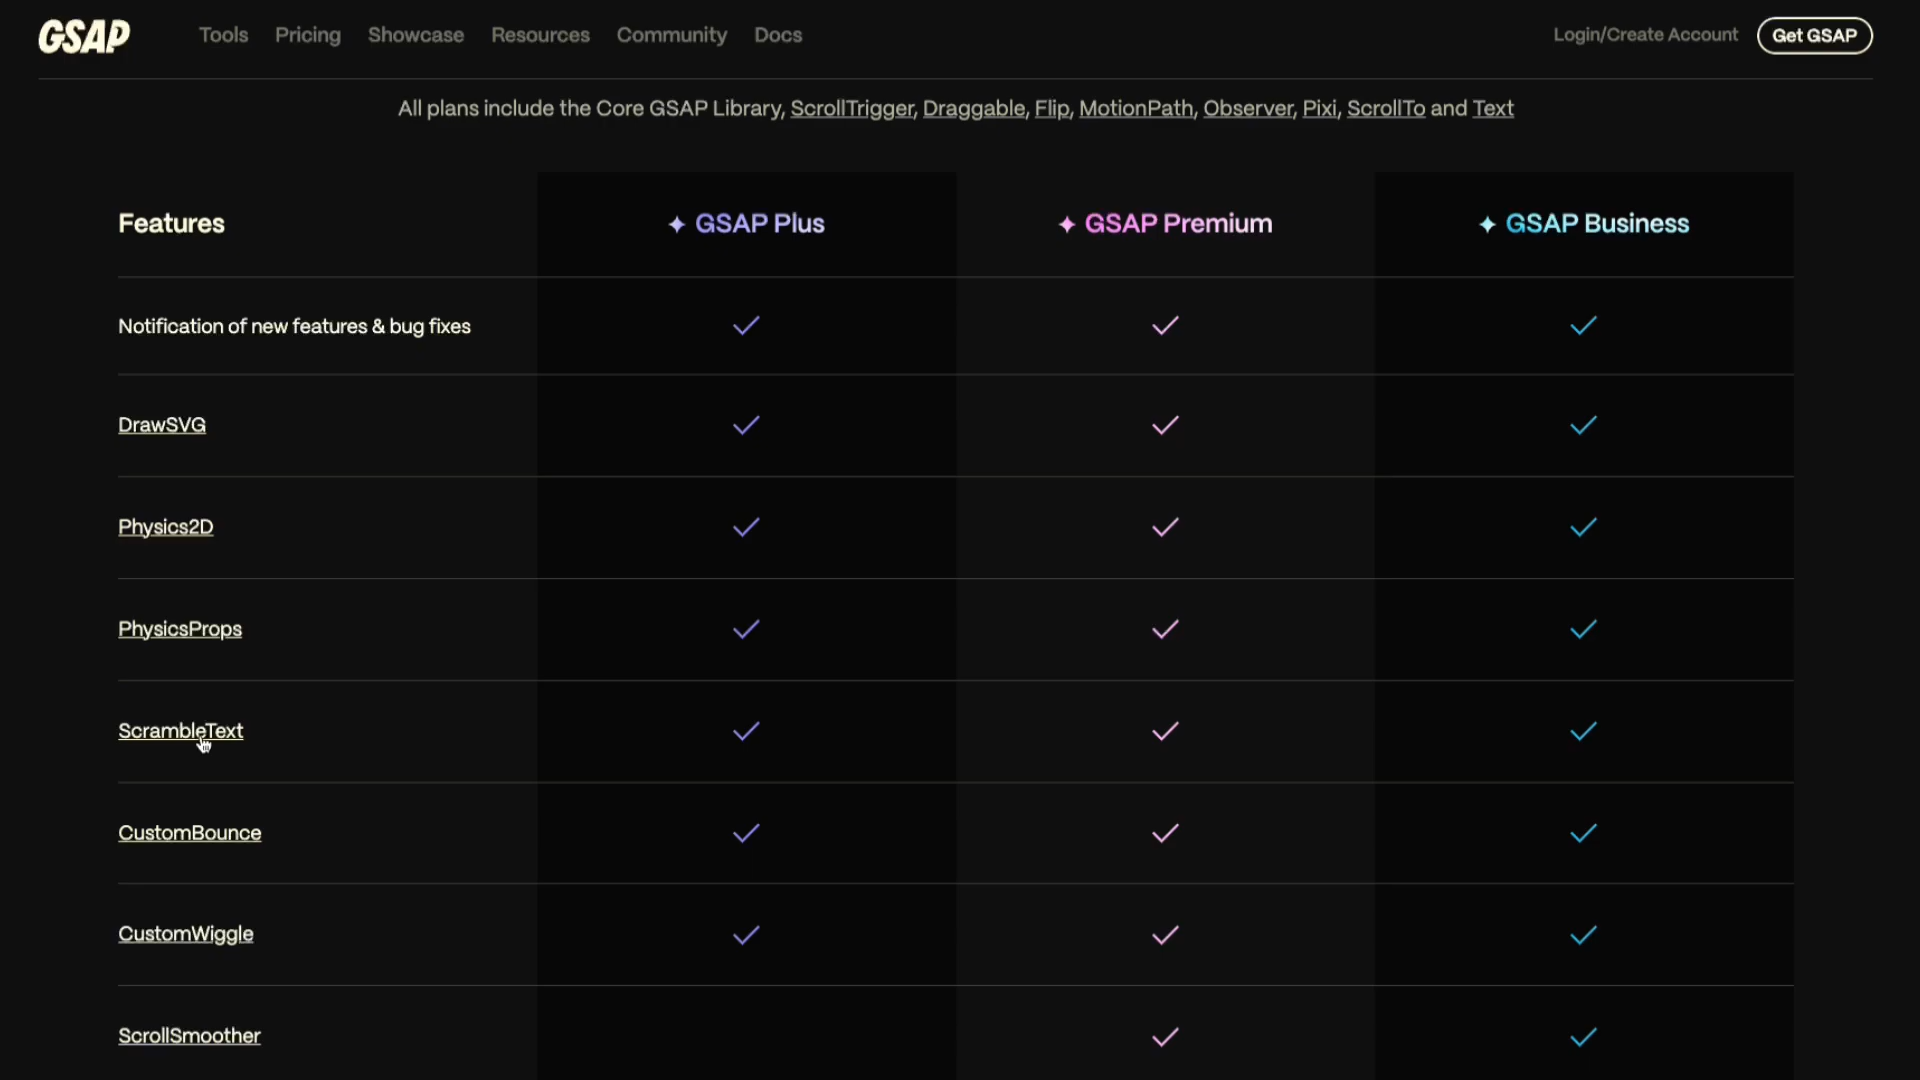 GSAP Tools Pricing Showcase Resources Community Docs Login/Create Account Get GSAP
All plans include the Core GSAP Library, ScrollTrigger, Draggable, Flip, MotionPath, Observer, Pixi, ScrollTo and Text
Features GSAP Plus GSAP Premium GSAP Business
Notification of new features & bug fixes
DrawSVG
Physics2D
PhysicsProps
ScrambleText
CustomBounce
CustomWiggle
ScrollSmoother